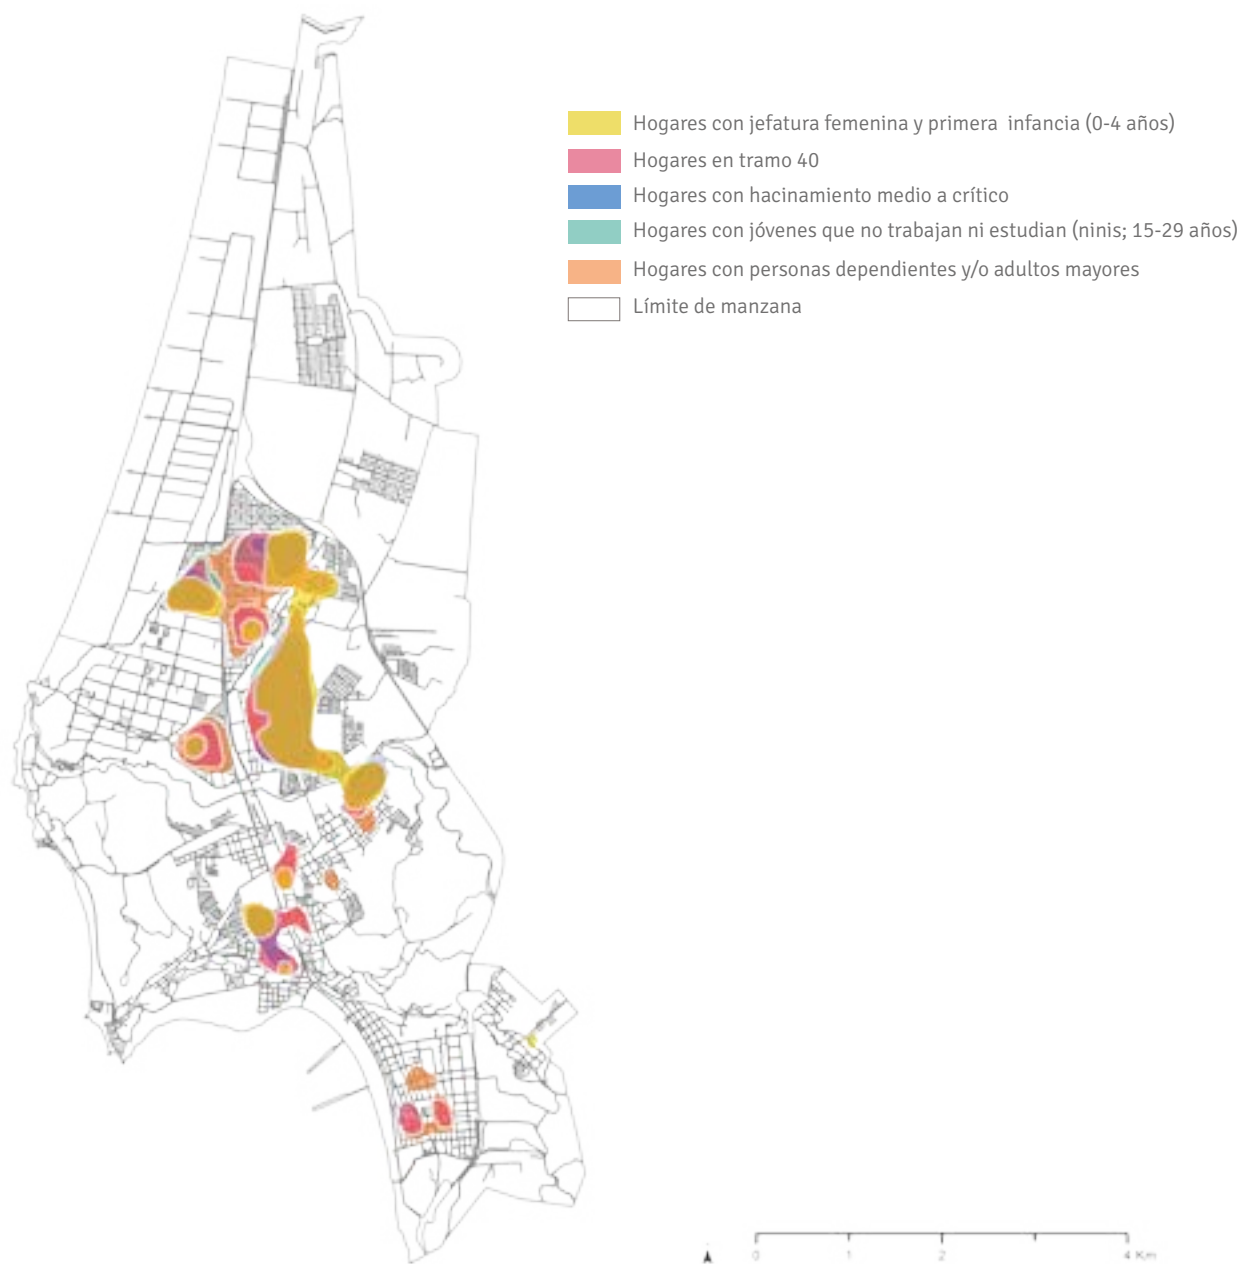 Hogares con jefatura femenina y primera infancia (0-4 años)
Hogares en tramo 40
Hogares con hacinamiento medio a crítico
Hogares con jóvenes que no trabajan ni estudian (ninis; 15-29 años)
Hogares con personas dependientes y/o adultos mayores
Límite de manzana
0 1 2 4 Km